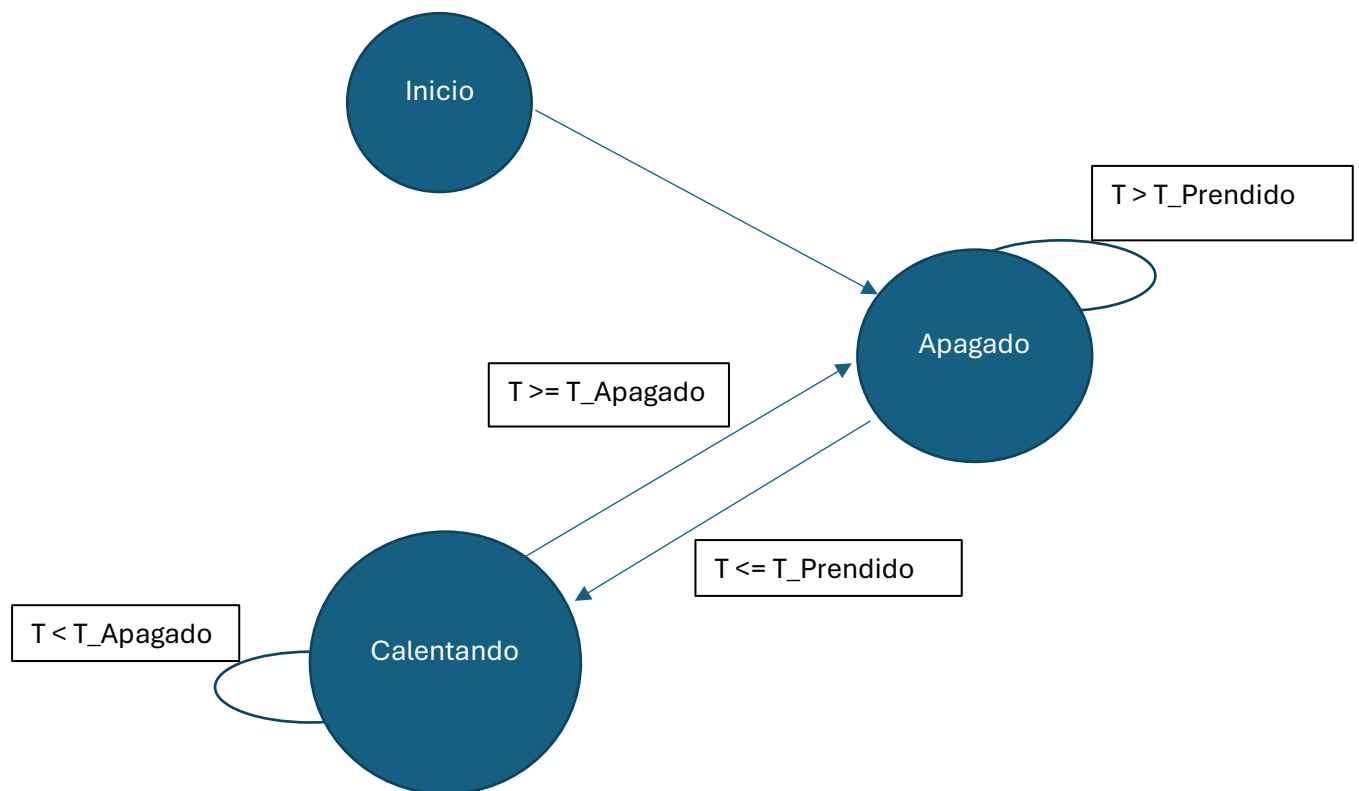 Inicio
T > T_Prendido
Apagado
T >= T_Apagado
T <= T_Prendido
T < T_Apagado
Calentando